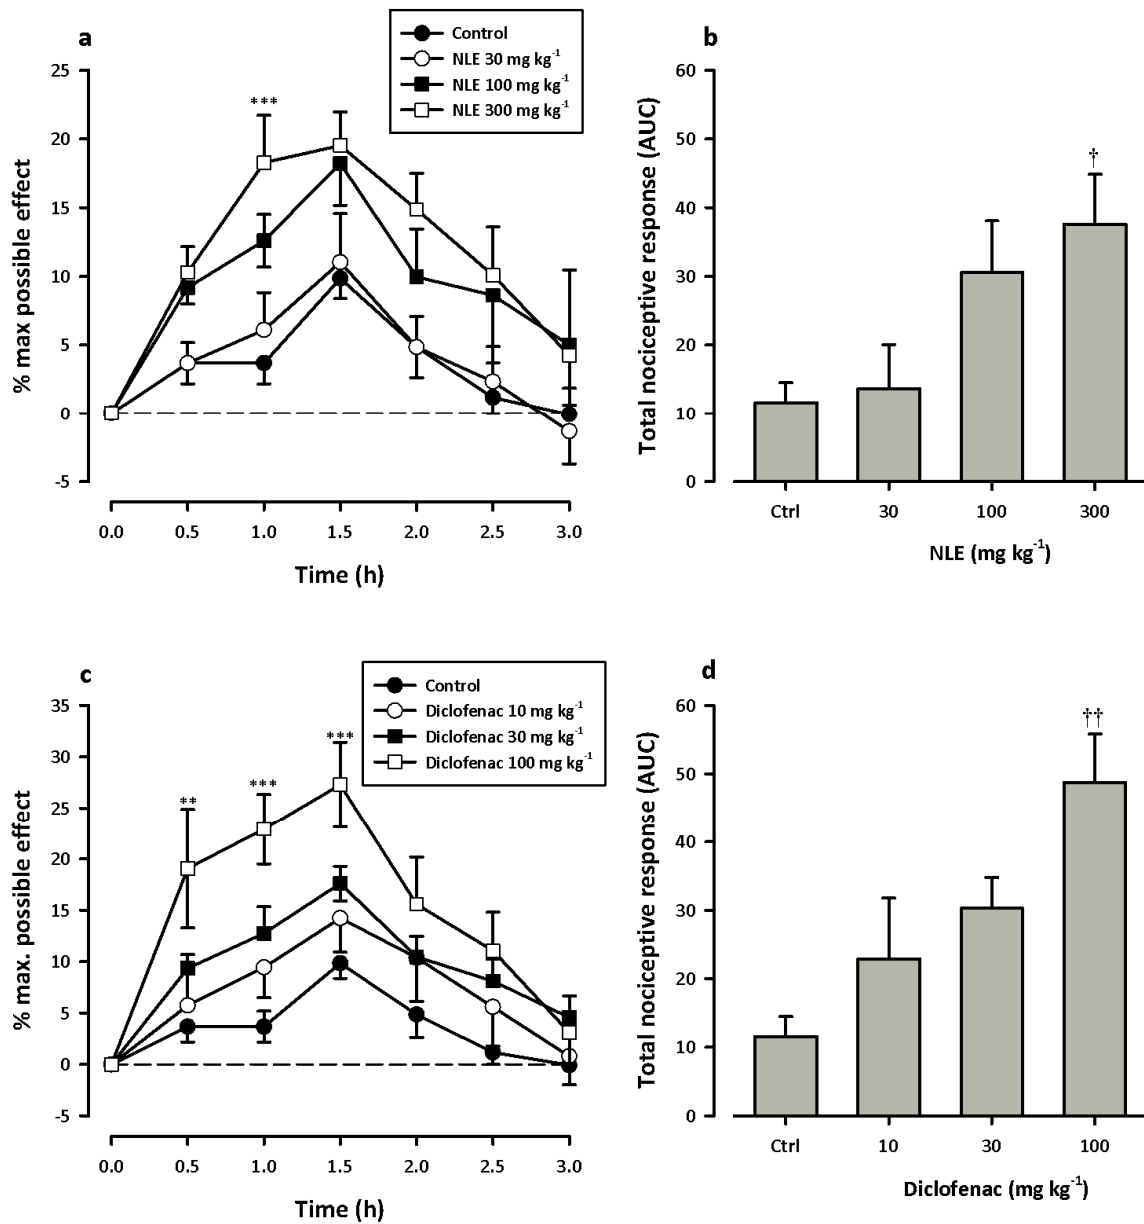 a
Control
NLE 30 mg kg⁻¹
NLE 100 mg kg⁻¹
NLE 300 mg kg⁻¹
% max possible effect
25
20
15
10
5
0
-5
***
0.0 0.5 1.0 1.5 2.0 2.5 3.0
Time (h)
b
Total nociceptive response (AUC)
60
50
40
30
20
10
0
†
Ctrl 30 100 300
NLE (mg kg⁻¹)
c
Control
Diclofenac 10 mg kg⁻¹
Diclofenac 30 mg kg⁻¹
Diclofenac 100 mg kg⁻¹
% max. possible effect
35
30
25
20
15
10
5
0
-5
** *** ***
0.0 0.5 1.0 1.5 2.0 2.5 3.0
Time (h)
d
Total nociceptive response (AUC)
60
50
40
30
20
10
0
††
Ctrl 10 30 100
Diclofenac (mg kg⁻¹)